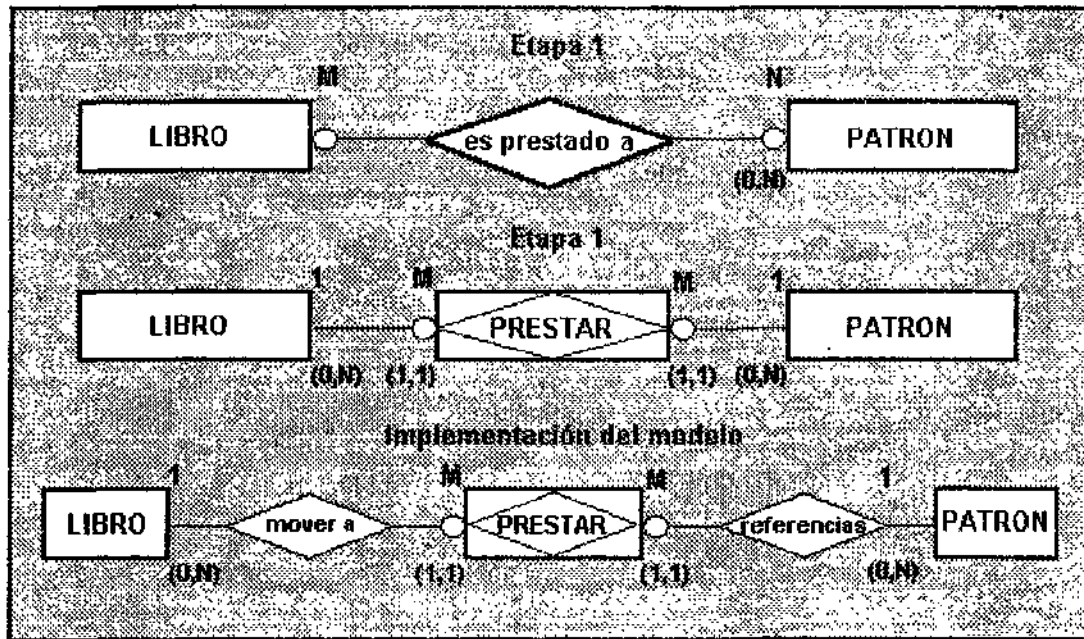 Etapa 1
M N
LIBRO es prestado a PATRON
(0,N)
Etapa 1
1 M M 1
LIBRO PRESTAR PATRON
(0,N) (1,1) (1,1) (0,N)
Implementación del modelo
1 M M 1
LIBRO mover a PRESTAR referencias PATRON
(0,N) (1,1) (1,1) (0,N)